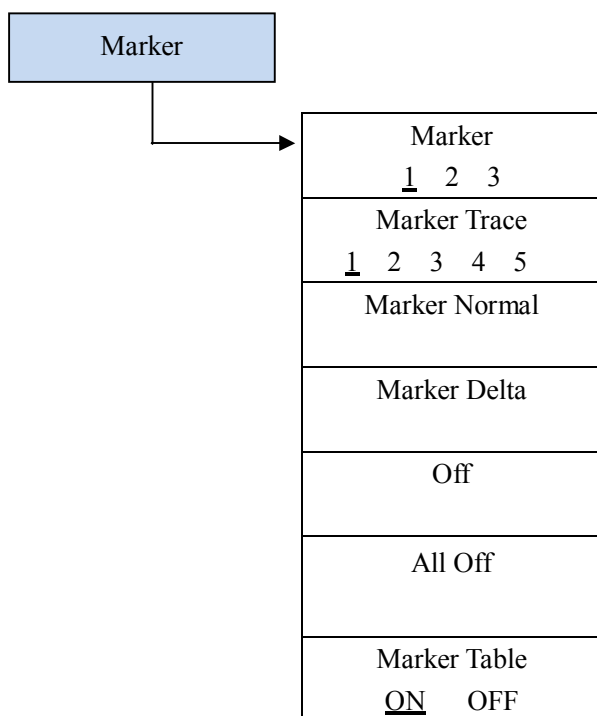 Marker
Marker
1 2 3
Marker Trace
1 2 3 4 5
Marker Normal
Marker Delta
Off
All Off
Marker Table
ON OFF